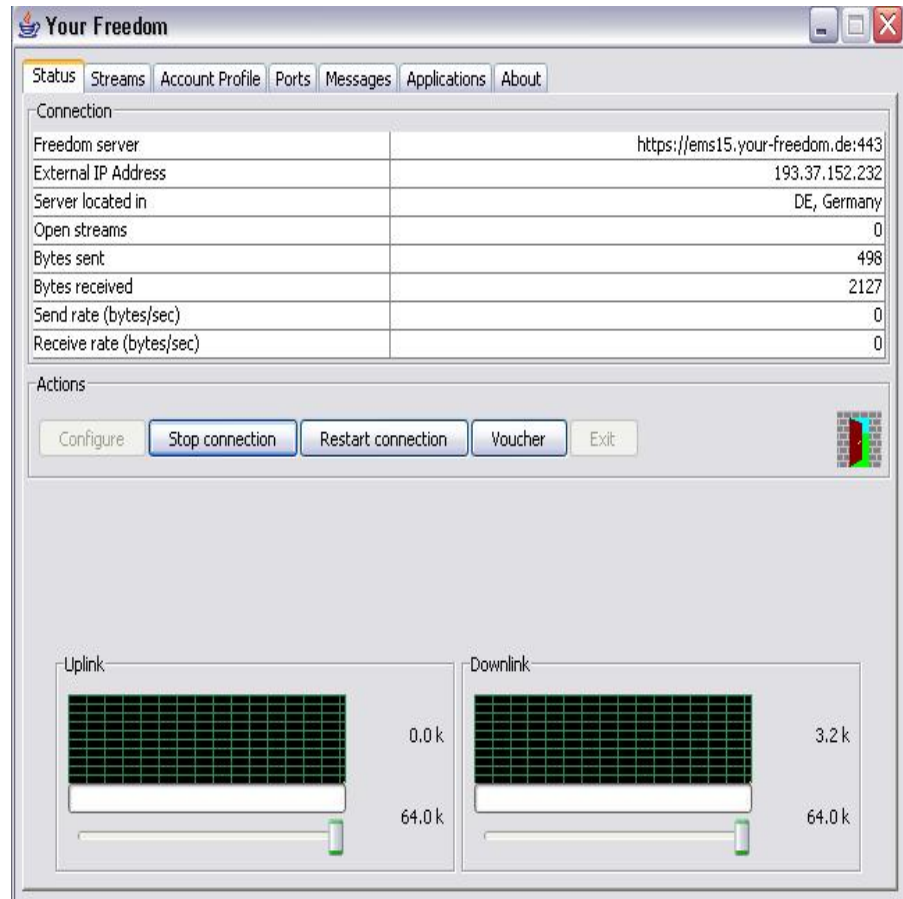 Your Freedom
Status Streams Account Profile Ports Messages Applications About
Connection
Freedom server https://ems15.your-freedom.de:443
External IP Address 193.37.152.232
Server located in DE, Germany
Open streams 0
Bytes sent 498
Bytes received 2127
Send rate (bytes/sec) 0
Receive rate (bytes/sec) 0
Actions
Configure Stop connection Restart connection Voucher Exit
Uplink Downlink
0.0 k 3.2 k
64.0 k 64.0 k